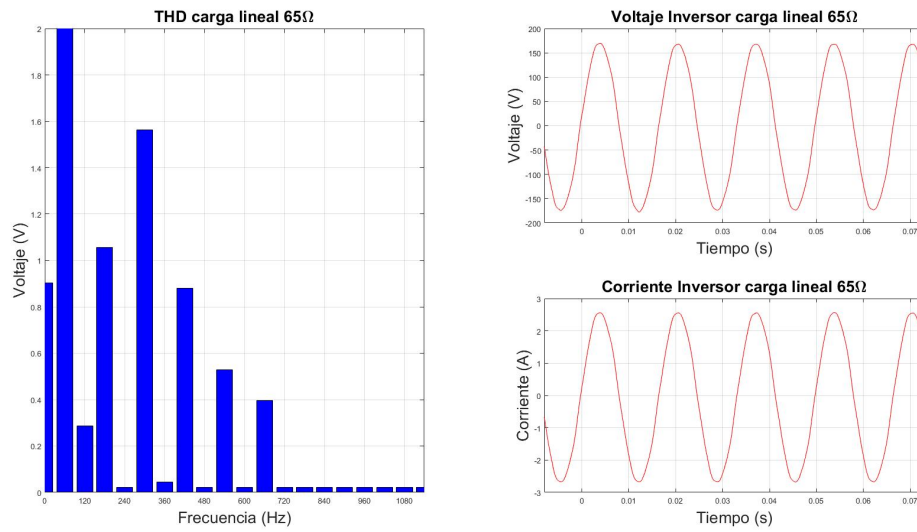 THD carga lineal 65Ω
Voltaje (V)
2
1.8
1.6
1.4
1.2
1
0.8
0.6
0.4
0.2
0
0 120 240 360 480 600 720 840 960 1080
Frecuencia (Hz)
Voltaje Inversor carga lineal 65Ω
Voltaje (V)
200
150
100
50
0
-50
-100
-150
-200
0 0.01 0.02 0.03 0.04 0.05 0.06 0.07
Tiempo (s)
Corriente Inversor carga lineal 65Ω
Corriente (A)
3
2
1
0
-1
-2
-3
0 0.01 0.02 0.03 0.04 0.05 0.06 0.07
Tiempo (s)